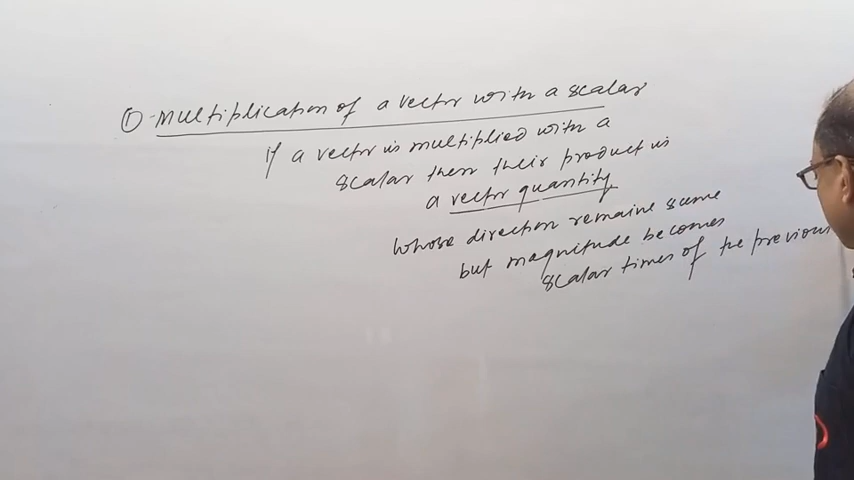 ① Multiplication of a vector with a scalar
If a vector is multiplied with a
scalar then their product is
a vector quantity
whose direction remains same
but magnitude becomes
scalar times of the previous